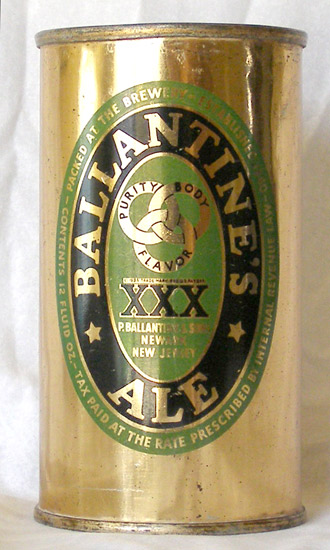 PACKED AT THE BREWERY
CONTENTS 12 FLUID OZ.—TAX PAID AT THE RATE PRESCRIBED BY INTERNAL REVENUE LAW
BALLANTINE'S
PURITY BODY
FLAVOR
XXX
P. BALLANTINE & SONS
NEWARK
NEW JERSEY
ALE